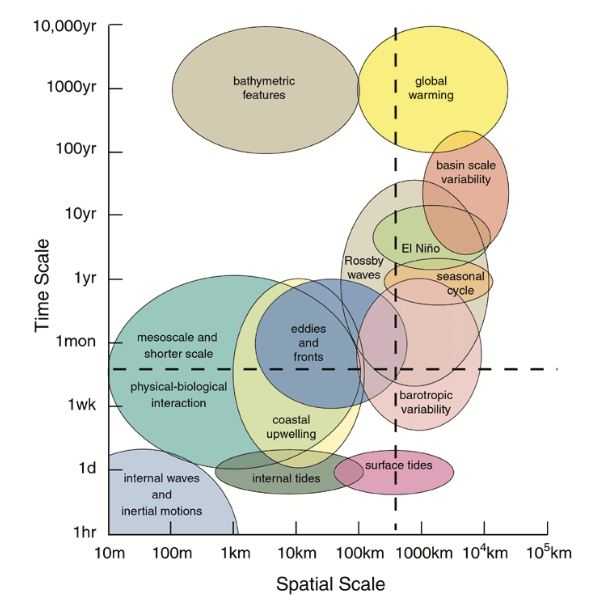 10,000yr
1000yr
100yr
10yr
1yr
1mon
1wk
1d
1hr
Time Scale
bathymetric
features
global
warming
basin scale
variability
El Niño
Rossby
waves
seasonal
cycle
mesoscale and
shorter scale
physical-biological
interaction
eddies
and
fronts
coastal
upwelling
barotropic
variability
internal waves
and
inertial motions
internal tides
surface tides
10m
100m
1km
10km
100km
1000km
10⁴km
10⁵km
Spatial Scale